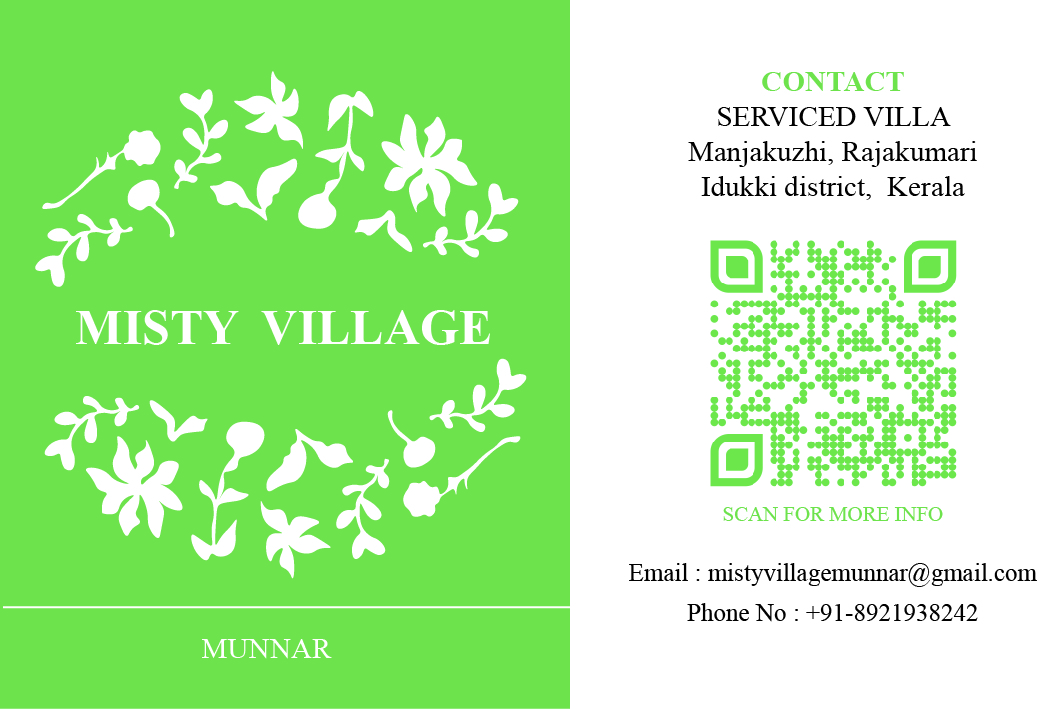 MISTY VILLAGE
MUNNAR
CONTACT
SERVICED VILLA
Manjakuzhi, Rajakumari
Idukki district, Kerala
SCAN FOR MORE INFO
Email : mistyvillagemunnar@gmail.com
Phone No : +91-8921938242